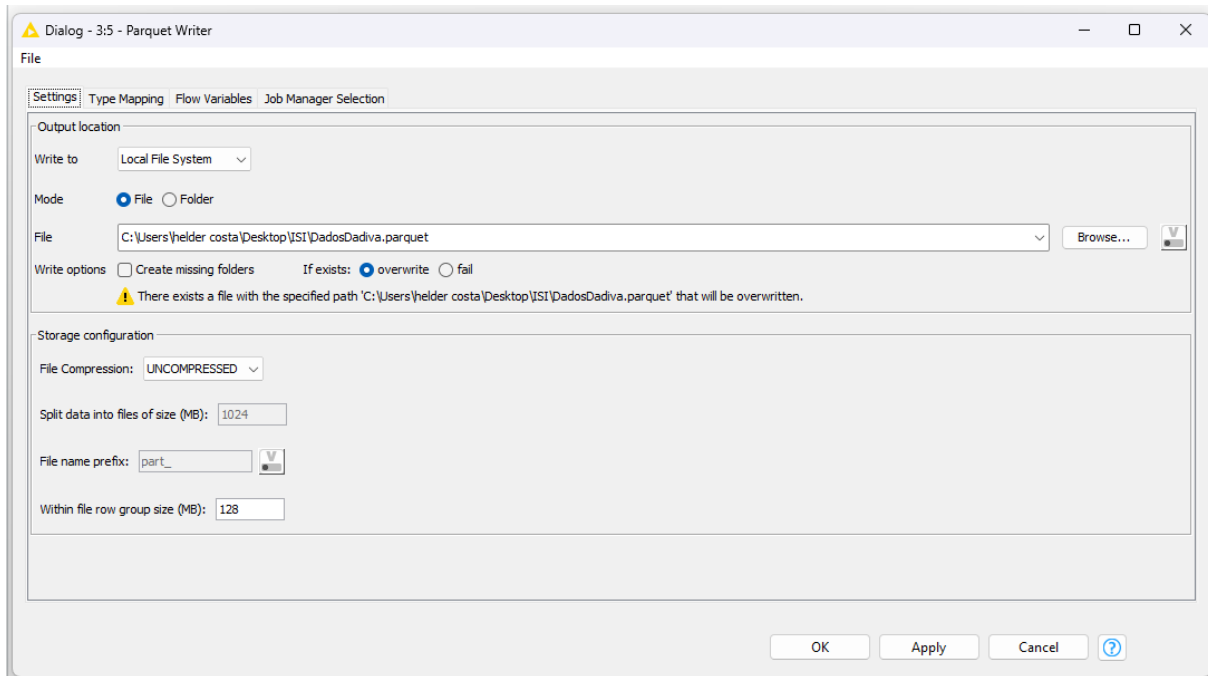 Dialog - 3:5 - Parquet Writer
File
Settings Type Mapping Flow Variables Job Manager Selection
Output location
Write to Local File System
Mode File Folder
File C:\Users\helder costa\Desktop\ISI\DadosDadiva.parquet Browse... V
Write options Create missing folders If exists: overwrite fail
There exists a file with the specified path 'C:\Users\helder costa\Desktop\ISI\DadosDadiva.parquet' that will be overwritten.
Storage configuration
File Compression: UNCOMPRESSED
Split data into files of size (MB): 1024
File name prefix: part_ V
Within file row group size (MB): 128
OK Apply Cancel ?